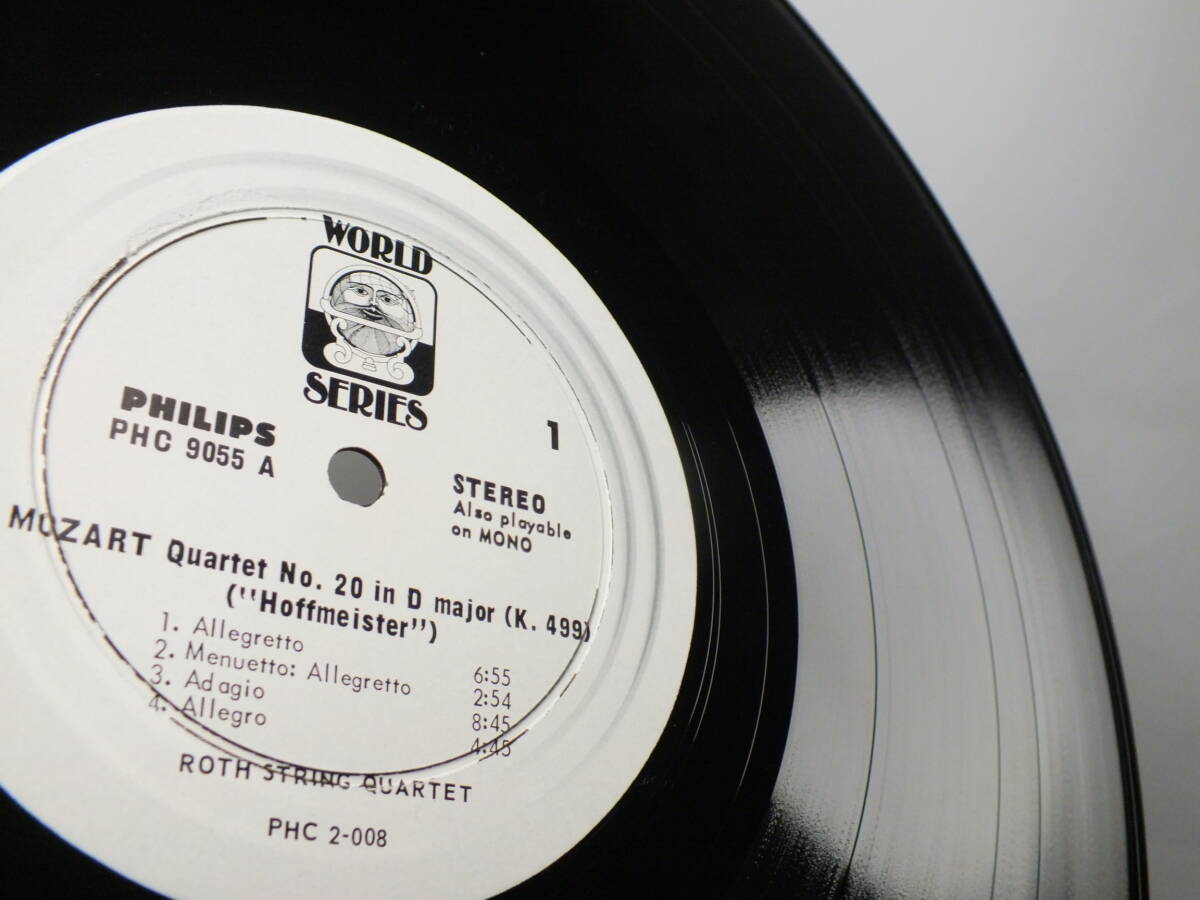 WORLD
SERIES
PHILIPS
PHC 9055 A
1
STEREO
Also playable
on MONO
MOZART Quartet No. 20 in D major (K. 499)
("Hoffmeister")
1. Allegretto 6:55
2. Menuetto: Allegretto 2:54
3. Adagio 8:45
4. Allegro 4:45
ROTH STRING QUARTET
PHC 2-008